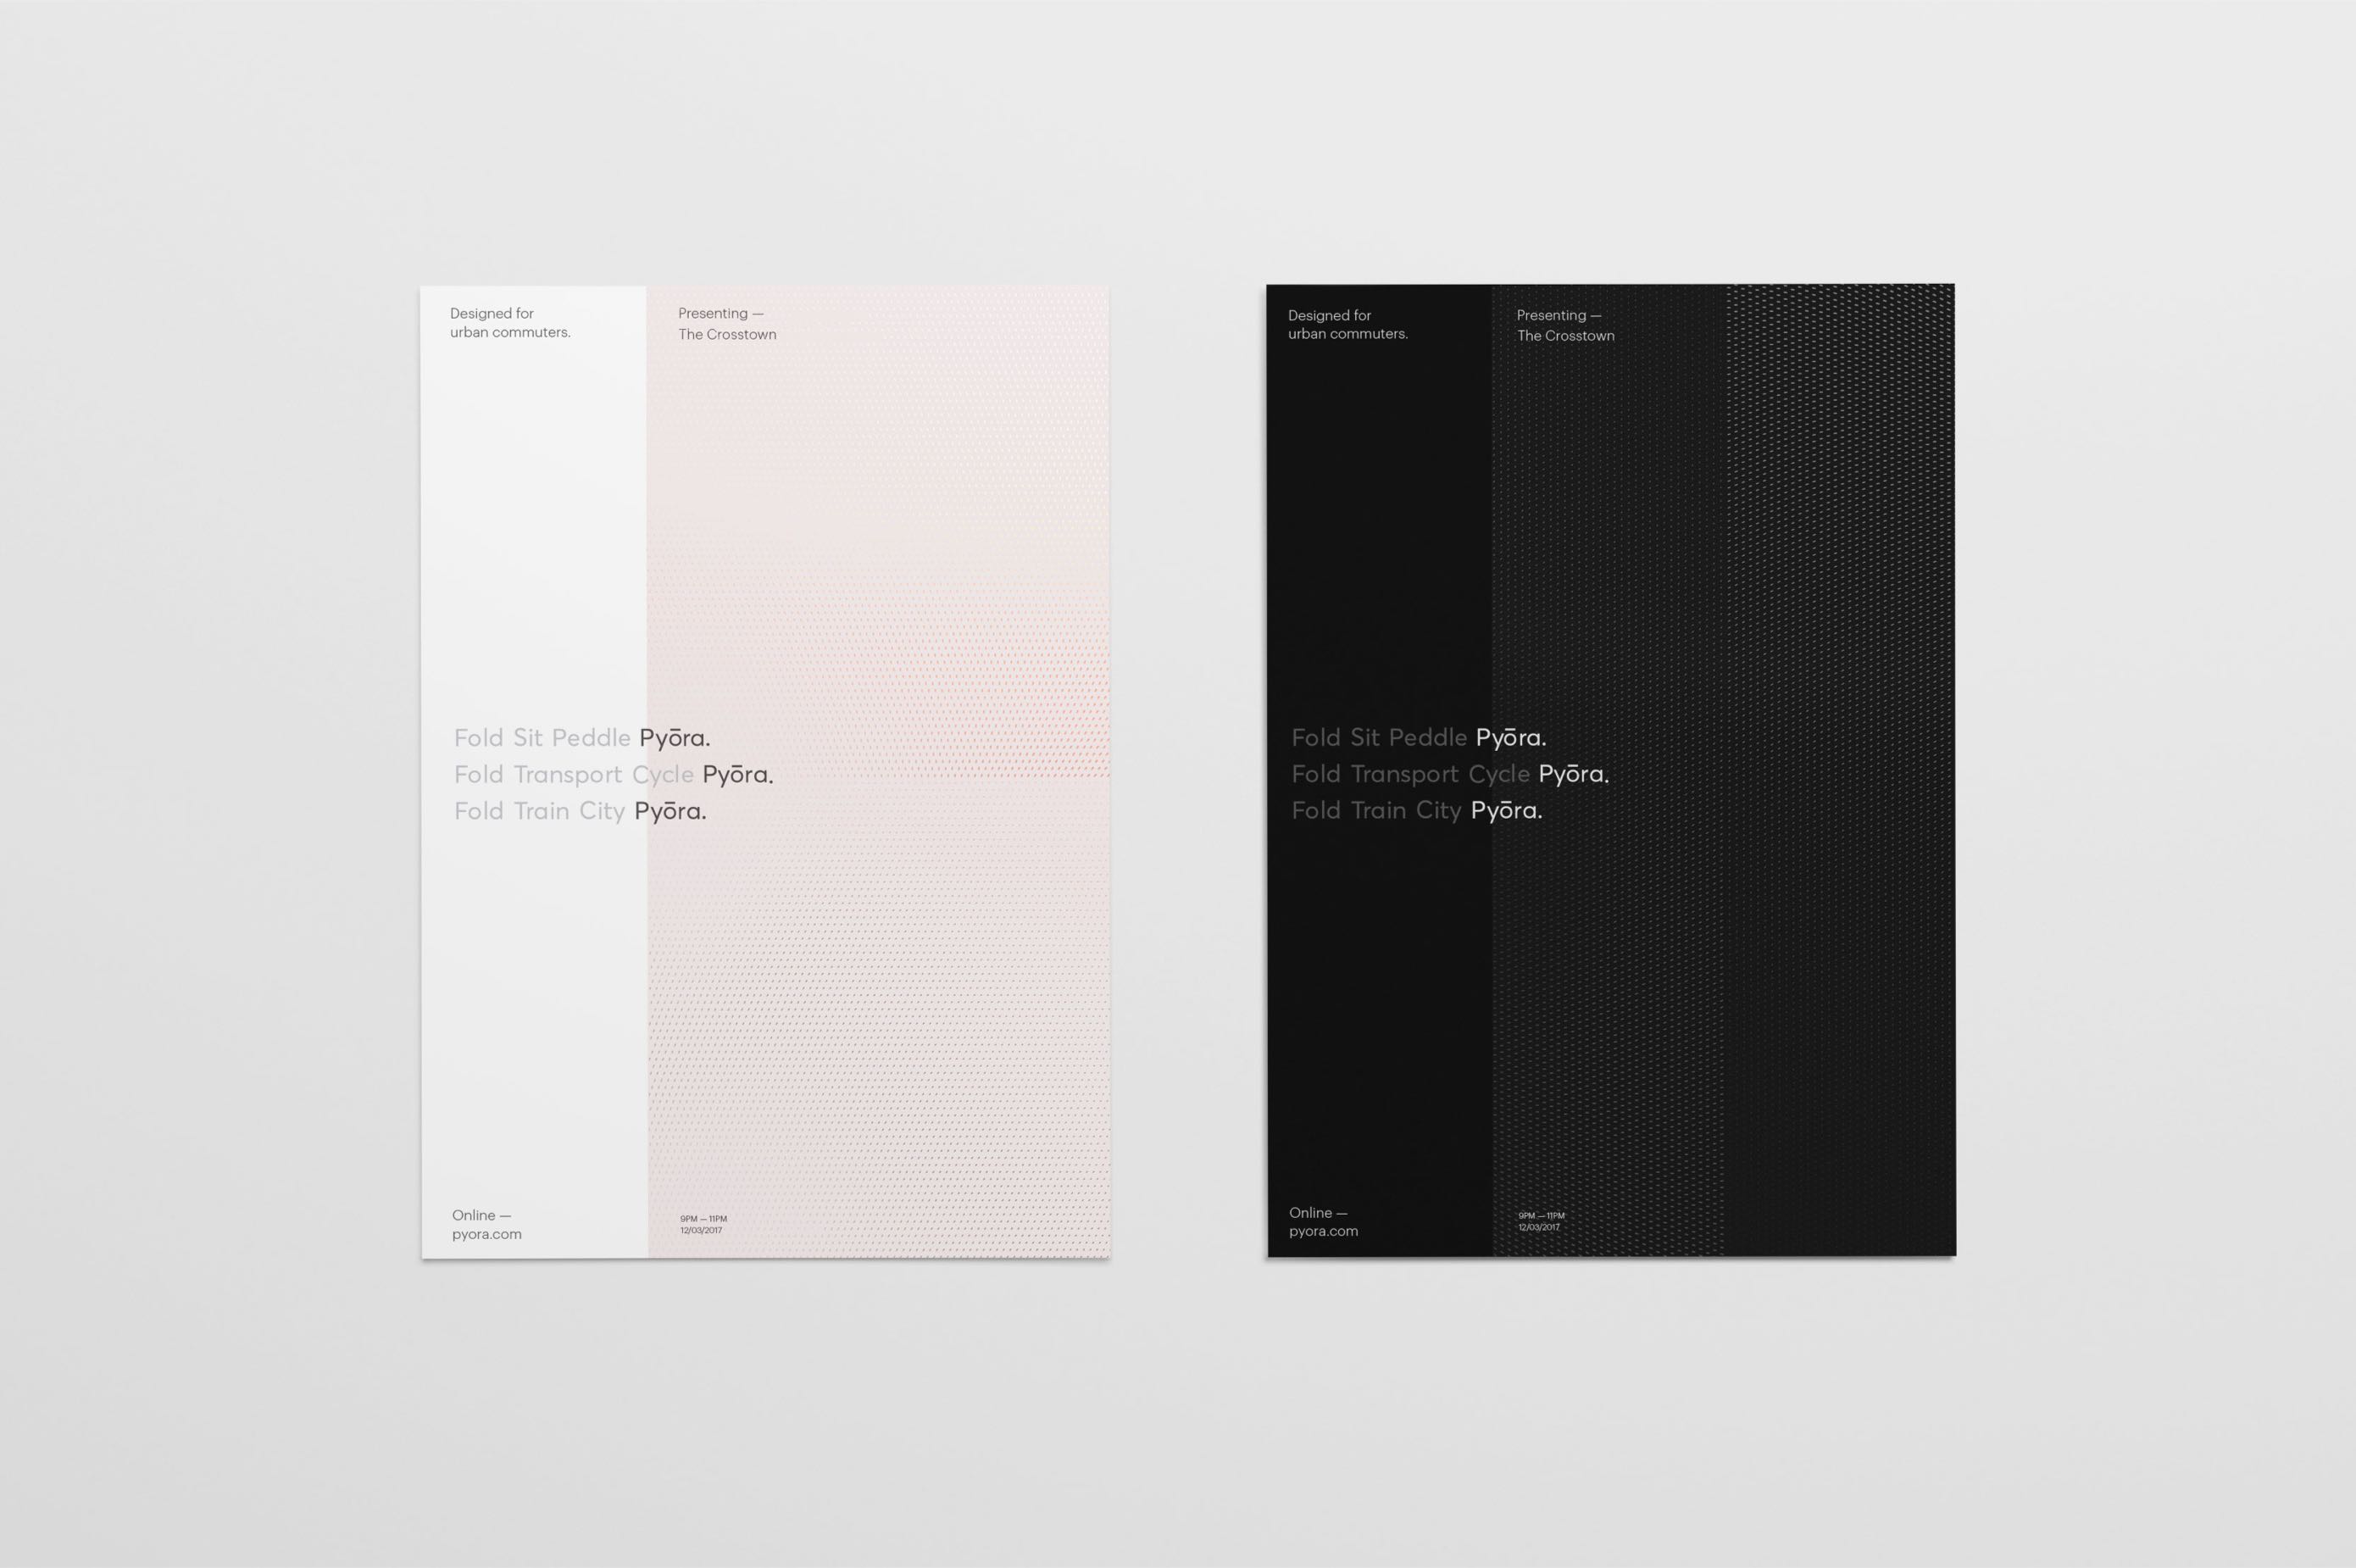 Designed for
urban commuters.
Presenting —
The Crosstown
Fold Sit Peddle Pyōra.
Fold Transport Cycle Pyōra.
Fold Train City Pyōra.
Online —
pyora.com
9PM — 11PM
12/03/2017
Designed for
urban commuters.
Presenting —
The Crosstown
Fold Sit Peddle Pyōra.
Fold Transport Cycle Pyōra.
Fold Train City Pyōra.
Online —
pyora.com
9PM — 11PM
12/03/2017